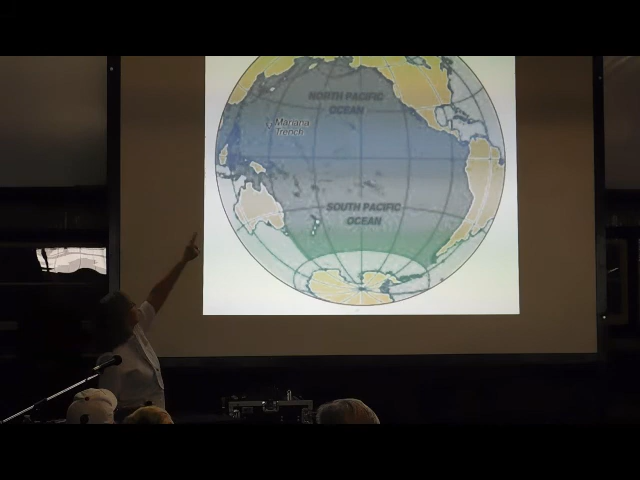 NORTH PACIFIC
OCEAN
Mariana
Trench
SOUTH PACIFIC
OCEAN